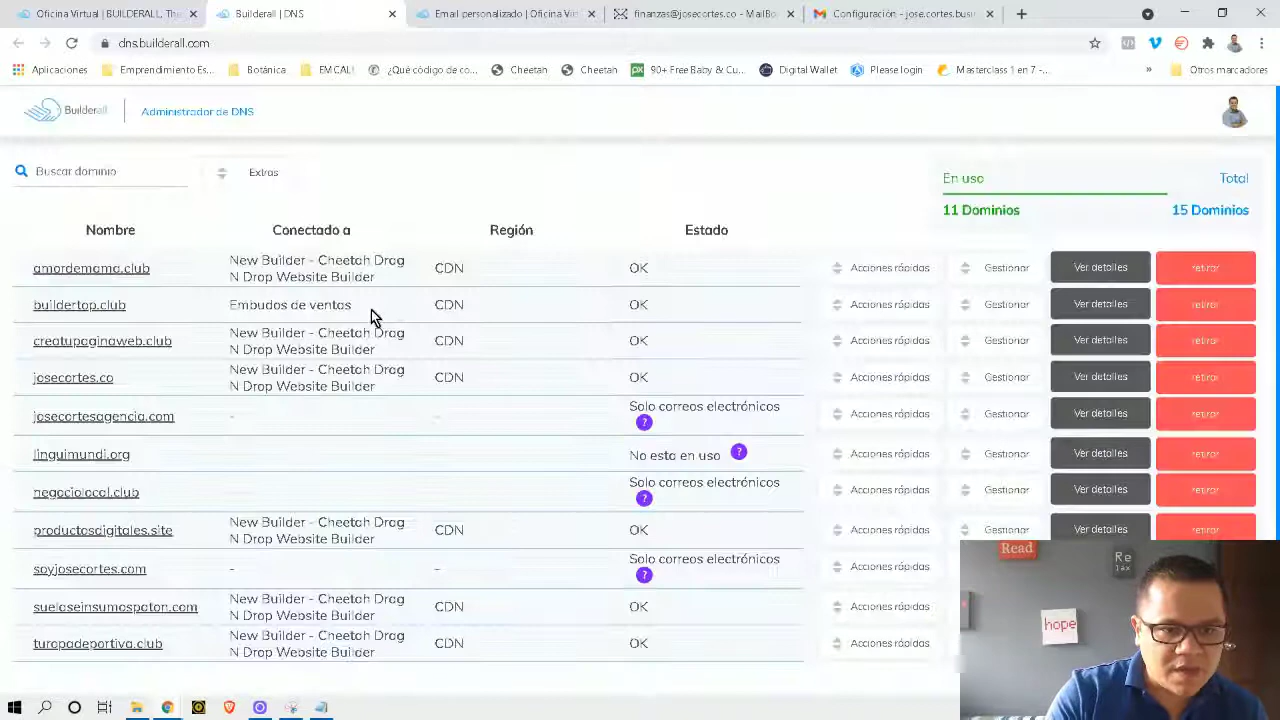 Oficina Virtual | BUILDERALL, The
Builderall | DNS
Email personalizado | Oficina Vir
finanzas@josecortes.co - MailBo
Configuración - jose.cortes.busi
dns.builderall.com
Aplicaciones
Emprendimiento Es...
Botánica
EMCALI
¿Qué código de co...
Cheetah
Cheetah
90+ Free Baby & Cu...
Digital Wallet
Please login
Masterclass 1 en 7 -...
»
Otros marcadores
Builderall
Administrador de DNS
Buscar dominio
Extras
En uso
Total
11 Dominios
15 Dominios
Nombre Conectado a Región Estado
amordemama.club New Builder - Cheetah Drag N Drop Website Builder CDN OK Acciones rápidas Gestionar Ver detalles retirar
buildertop.club Embudos de ventas CDN OK Acciones rápidas Gestionar Ver detalles retirar
creatupaginaweb.club New Builder - Cheetah Drag N Drop Website Builder CDN OK Acciones rápidas Gestionar Ver detalles retirar
josecortes.co New Builder - Cheetah Drag N Drop Website Builder CDN OK Acciones rápidas Gestionar Ver detalles retirar
josecortesagencia.com - - Solo correos electrónicos ? Acciones rápidas Gestionar Ver detalles retirar
linguimundi.org No esta en uso ? Acciones rápidas Gestionar Ver detalles retirar
negociolocal.club Solo correos electrónicos ? Acciones rápidas Gestionar Ver detalles retirar
productosdigitales.site New Builder - Cheetah Drag N Drop Website Builder CDN OK Acciones rápidas Gestionar Ver detalles retirar
soyjosecortes.com - - Solo correos electrónicos ? Acciones rápidas
suelaseinsumospaton.com New Builder - Cheetah Drag N Drop Website Builder CDN OK Acciones rápidas
turopadeportiva.club New Builder - Cheetah Drag N Drop Website Builder CDN OK Acciones rápidas
Read
Re
lax
hope